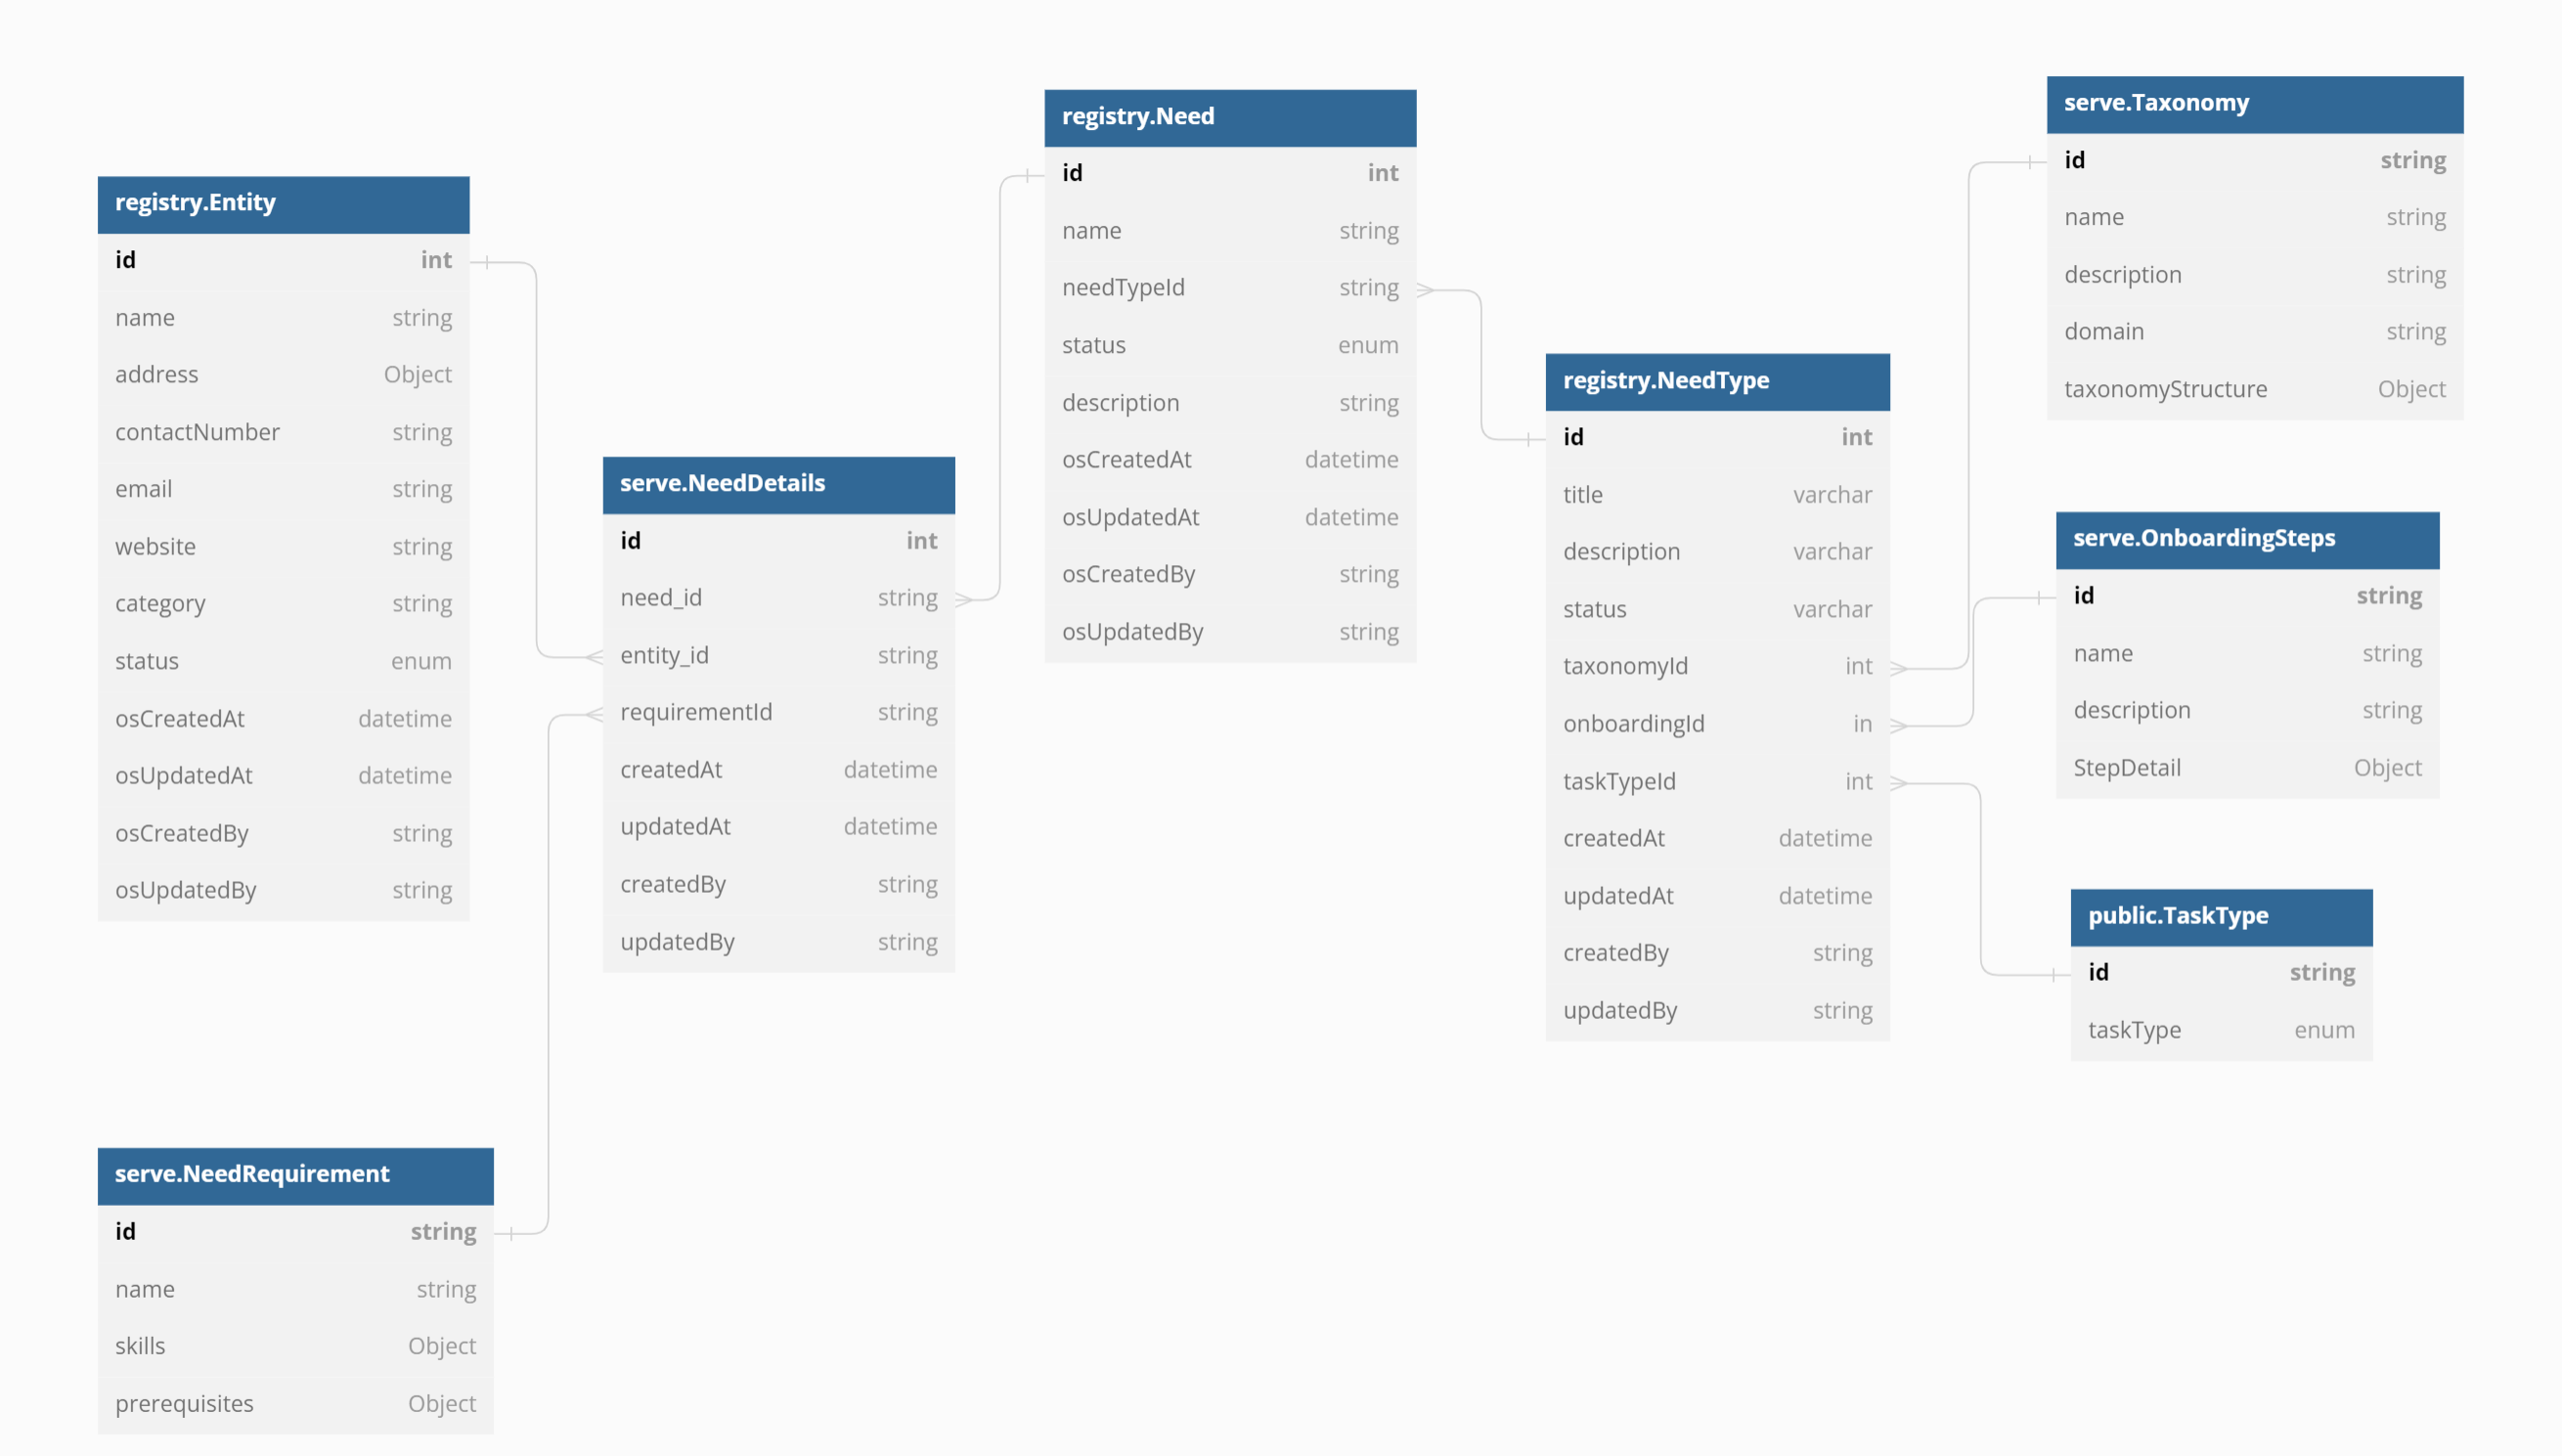 registry.Entity
id int
name string
address Object
contactNumber string
email string
website string
category string
status enum
osCreatedAt datetime
osUpdatedAt datetime
osCreatedBy string
osUpdatedBy string
serve.NeedRequirement
id string
name string
skills Object
prerequisites Object
serve.NeedDetails
id int
need_id string
entity_id string
requirementId string
createdAt datetime
updatedAt datetime
createdBy string
updatedBy string
registry.Need
id int
name string
needTypeId string
status enum
description string
osCreatedAt datetime
osUpdatedAt datetime
osCreatedBy string
osUpdatedBy string
registry.NeedType
id int
title varchar
description varchar
status varchar
taxonomyId int
onboardingId in
taskTypeId int
createdAt datetime
updatedAt datetime
createdBy string
updatedBy string
serve.Taxonomy
id string
name string
description string
domain string
taxonomyStructure Object
serve.OnboardingSteps
id string
name string
description string
StepDetail Object
public.TaskType
id string
taskType enum